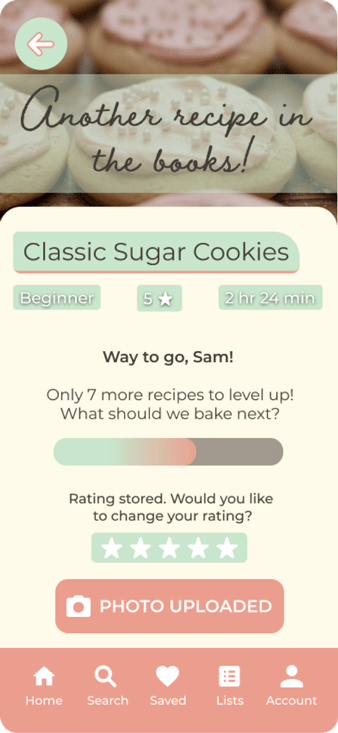 Another recipe in
the books!
Classic Sugar Cookies
Beginner
5
2 hr 24 min
Way to go, Sam!
Only 7 more recipes to level up!
What should we bake next?
Rating stored. Would you like
to change your rating?
PHOTO UPLOADED
Home
Search
Saved
Lists
Account